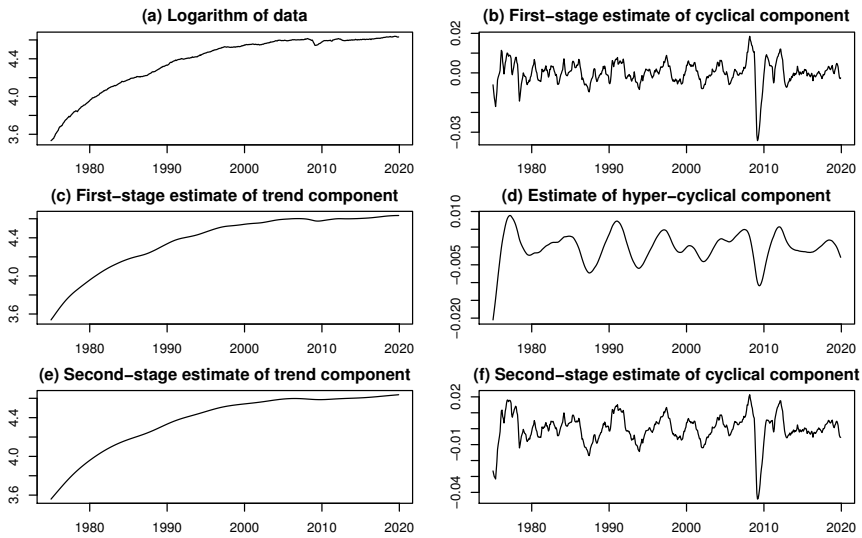 (a) Logarithm of data
3.6 4.0 4.4
1980 1990 2000 2010 2020
(b) First−stage estimate of cyclical component
−0.03 0.00 0.02
1980 1990 2000 2010 2020
(c) First−stage estimate of trend component
3.6 4.0 4.4
1980 1990 2000 2010 2020
(d) Estimate of hyper−cyclical component
−0.020 −0.005 0.010
1980 1990 2000 2010 2020
(e) Second−stage estimate of trend component
3.6 4.0 4.4
1980 1990 2000 2010 2020
(f) Second−stage estimate of cyclical component
−0.04 −0.01 0.02
1980 1990 2000 2010 2020